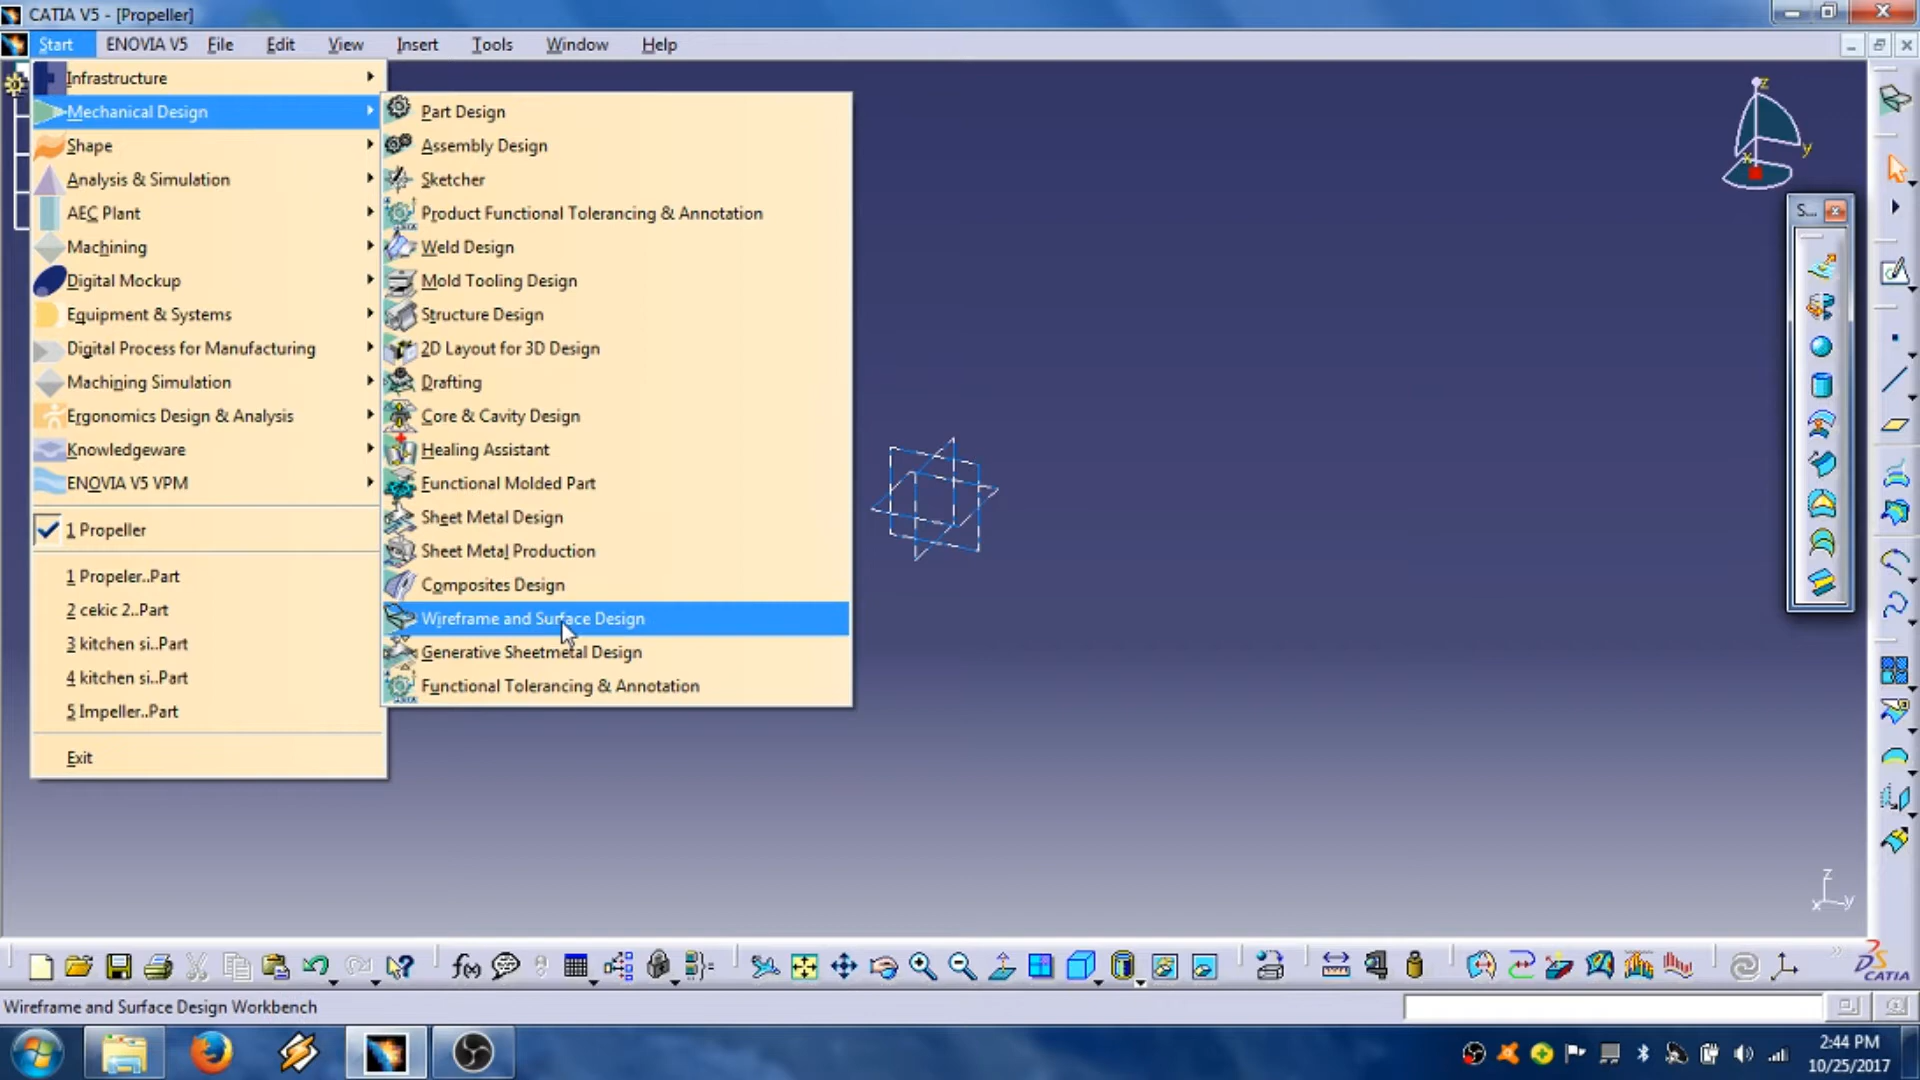 CATIA V5 - [Propeller]
Start ENOVIA V5 File Edit View Insert Tools Window Help
Infrastructure
Mechanical Design
Shape
Analysis & Simulation
AEC Plant
Machining
Digital Mockup
Equipment & Systems
Digital Process for Manufacturing
Machining Simulation
Ergonomics Design & Analysis
Knowledgeware
ENOVIA V5 VPM
1 Propeller
1 Propeler..Part
2 cekic 2..Part
3 kitchen si..Part
4 kitchen si..Part
5 Impeller..Part
Exit
Part Design
Assembly Design
Sketcher
Product Functional Tolerancing & Annotation
Weld Design
Mold Tooling Design
Structure Design
2D Layout for 3D Design
Drafting
Core & Cavity Design
Healing Assistant
Functional Molded Part
Sheet Metal Design
Sheet Metal Production
Composites Design
Wireframe and Surface Design
Generative Sheetmetal Design
Functional Tolerancing & Annotation
z
y
x
S...
z
x y
f(x)
DS CATIA
Wireframe and Surface Design Workbench
2:44 PM
10/25/2017